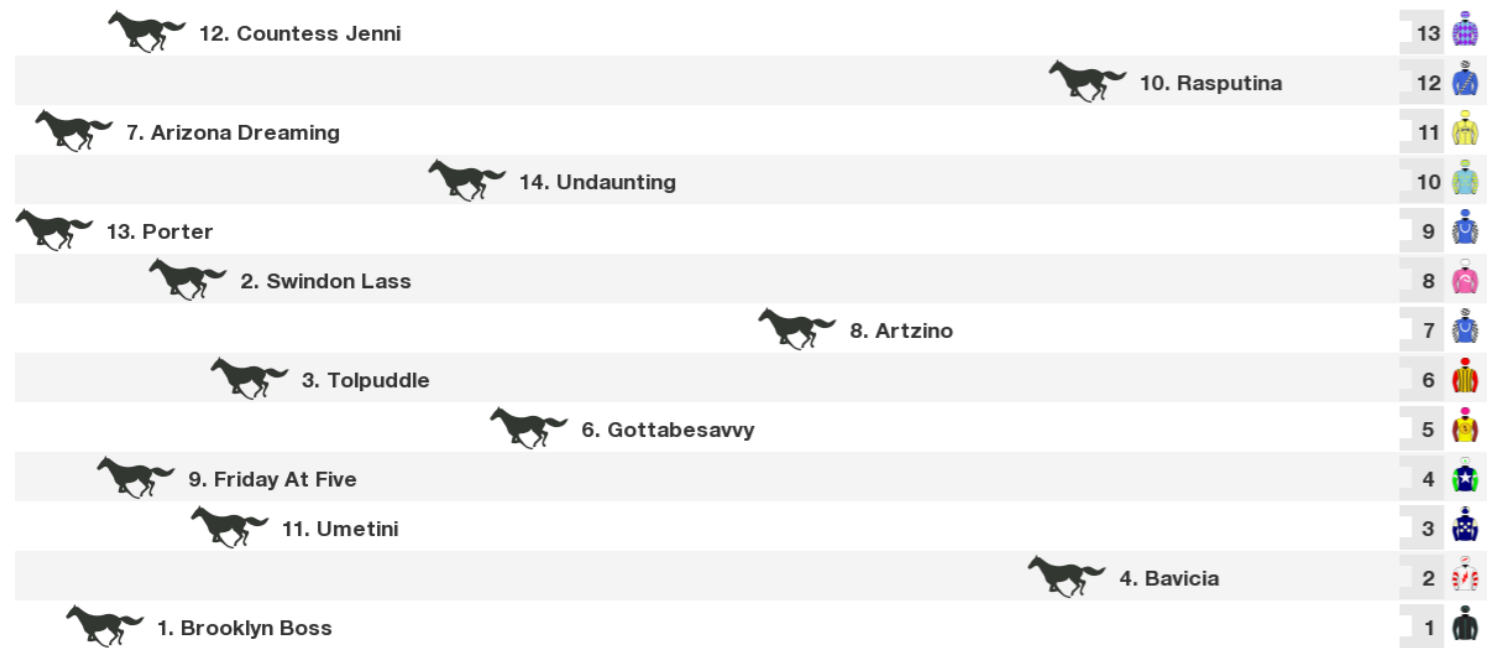 12. Countess Jenni 13
10. Rasputina 12
7. Arizona Dreaming 11
14. Undaunting 10
13. Porter 9
2. Swindon Lass 8
8. Artzino 7
3. Tolpuddle 6
6. Gottabesavvy 5
9. Friday At Five 4
11. Umetini 3
4. Bavicia 2
1. Brooklyn Boss 1